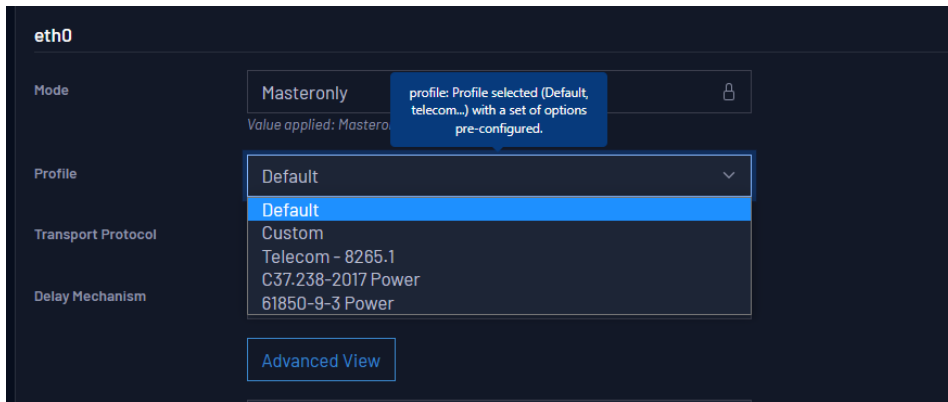 eth0
Mode
Masteronly
profile: Profile selected (Default,
telecom...) with a set of options
pre-configured.
Value applied: Mastero
Profile
Default
Default
Custom
Telecom - 8265.1
C37.238-2017 Power
61850-9-3 Power
Transport Protocol
Delay Mechanism
Advanced View